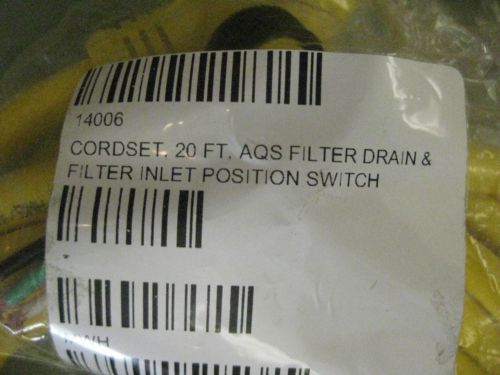 14006
CORDSET, 20 FT, AQS FILTER DRAIN &
FILTER INLET POSITION SWITCH